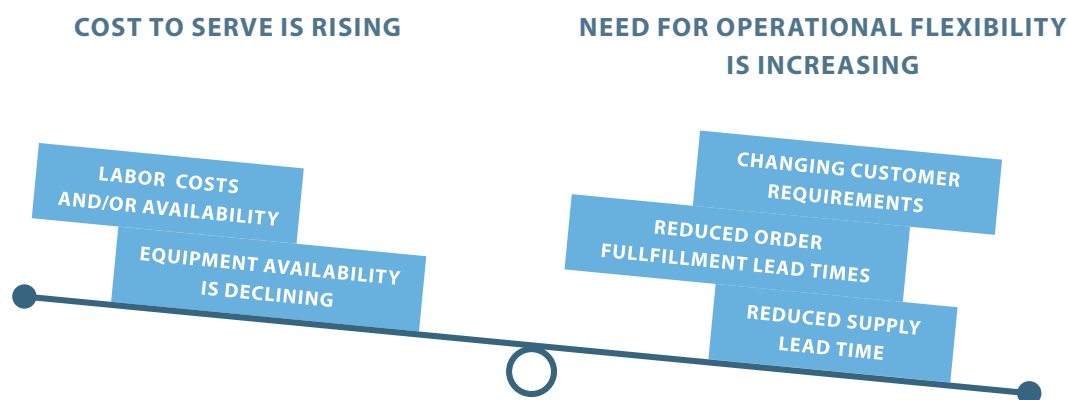 COST TO SERVE IS RISING
NEED FOR OPERATIONAL FLEXIBILITY
IS INCREASING
LABOR COSTS
AND/OR AVAILABILITY
EQUIPMENT AVAILABILITY
IS DECLINING
CHANGING CUSTOMER
REQUIREMENTS
REDUCED ORDER
FULLFILLMENT LEAD TIMES
REDUCED SUPPLY
LEAD TIME